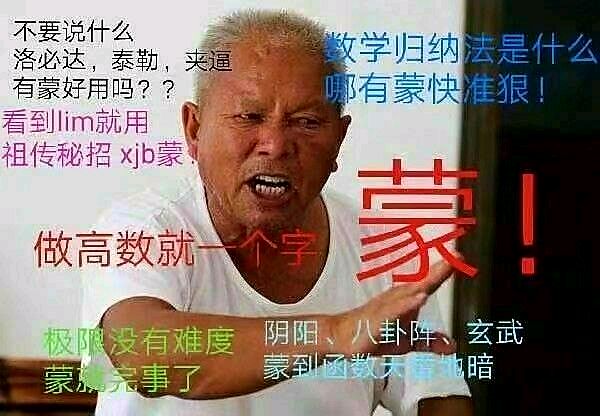 不要说什么
洛必达，泰勒，夹逼
有蒙好用吗？？
数学归纳法是什么
哪有蒙快准狠！
看到lim就用
祖传秘招 xjb蒙！
蒙！
做高数就一个字
极限没有难度
蒙就完事了
阴阳、八卦阵、玄武
蒙到函数天昏地暗